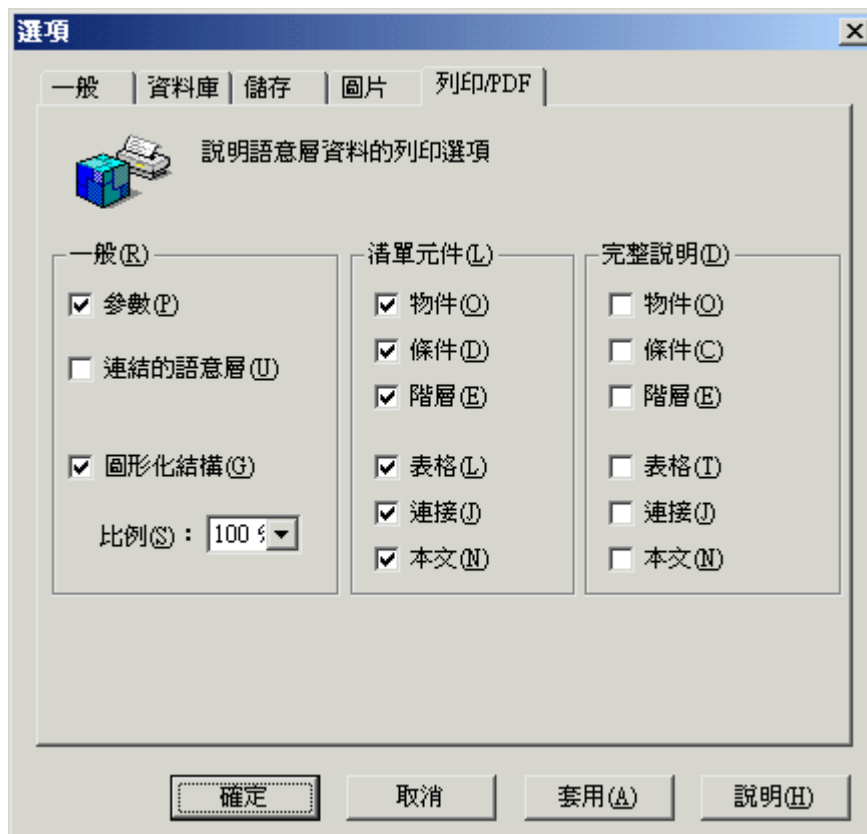 選項
一般
資料庫
儲存
圖片
列印/PDF
說明語意層資料的列印選項
一般(R)
參數(P)
連結的語意層(U)
圖形化結構(G)
比例(S)：
100 %
清單元件(L)
物件(O)
條件(D)
階層(E)
表格(L)
連接(J)
本文(N)
完整說明(D)
物件(O)
條件(C)
階層(E)
表格(T)
連接(J)
本文(N)
確定
取消
套用(A)
說明(H)